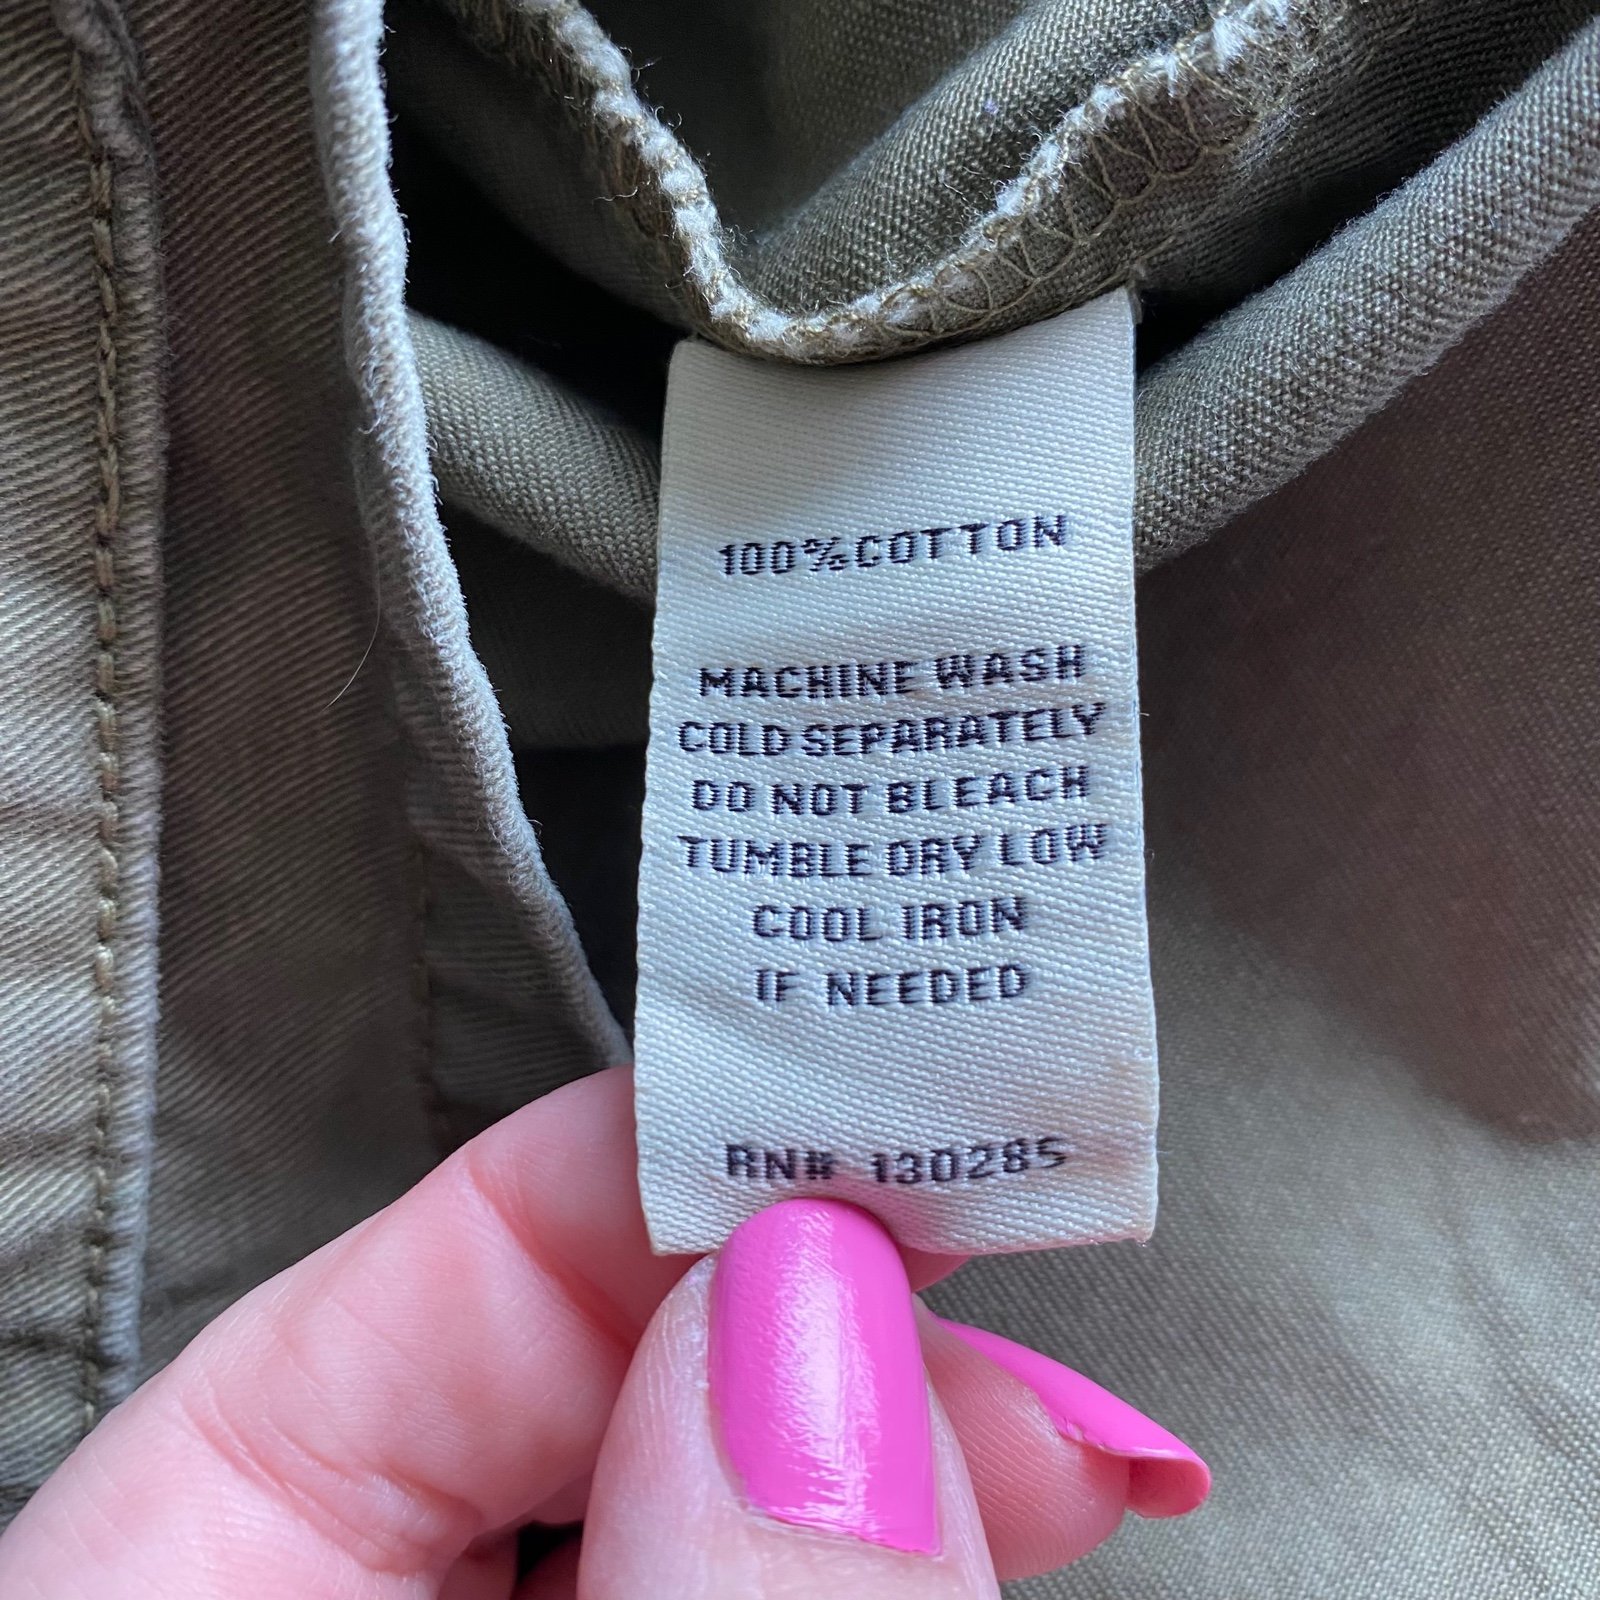 100% COTTON
MACHINE WASH
COLD SEPARATELY
DO NOT BLEACH
TUMBLE DRY LOW
COOL IRON
IF NEEDED
RN# 130285